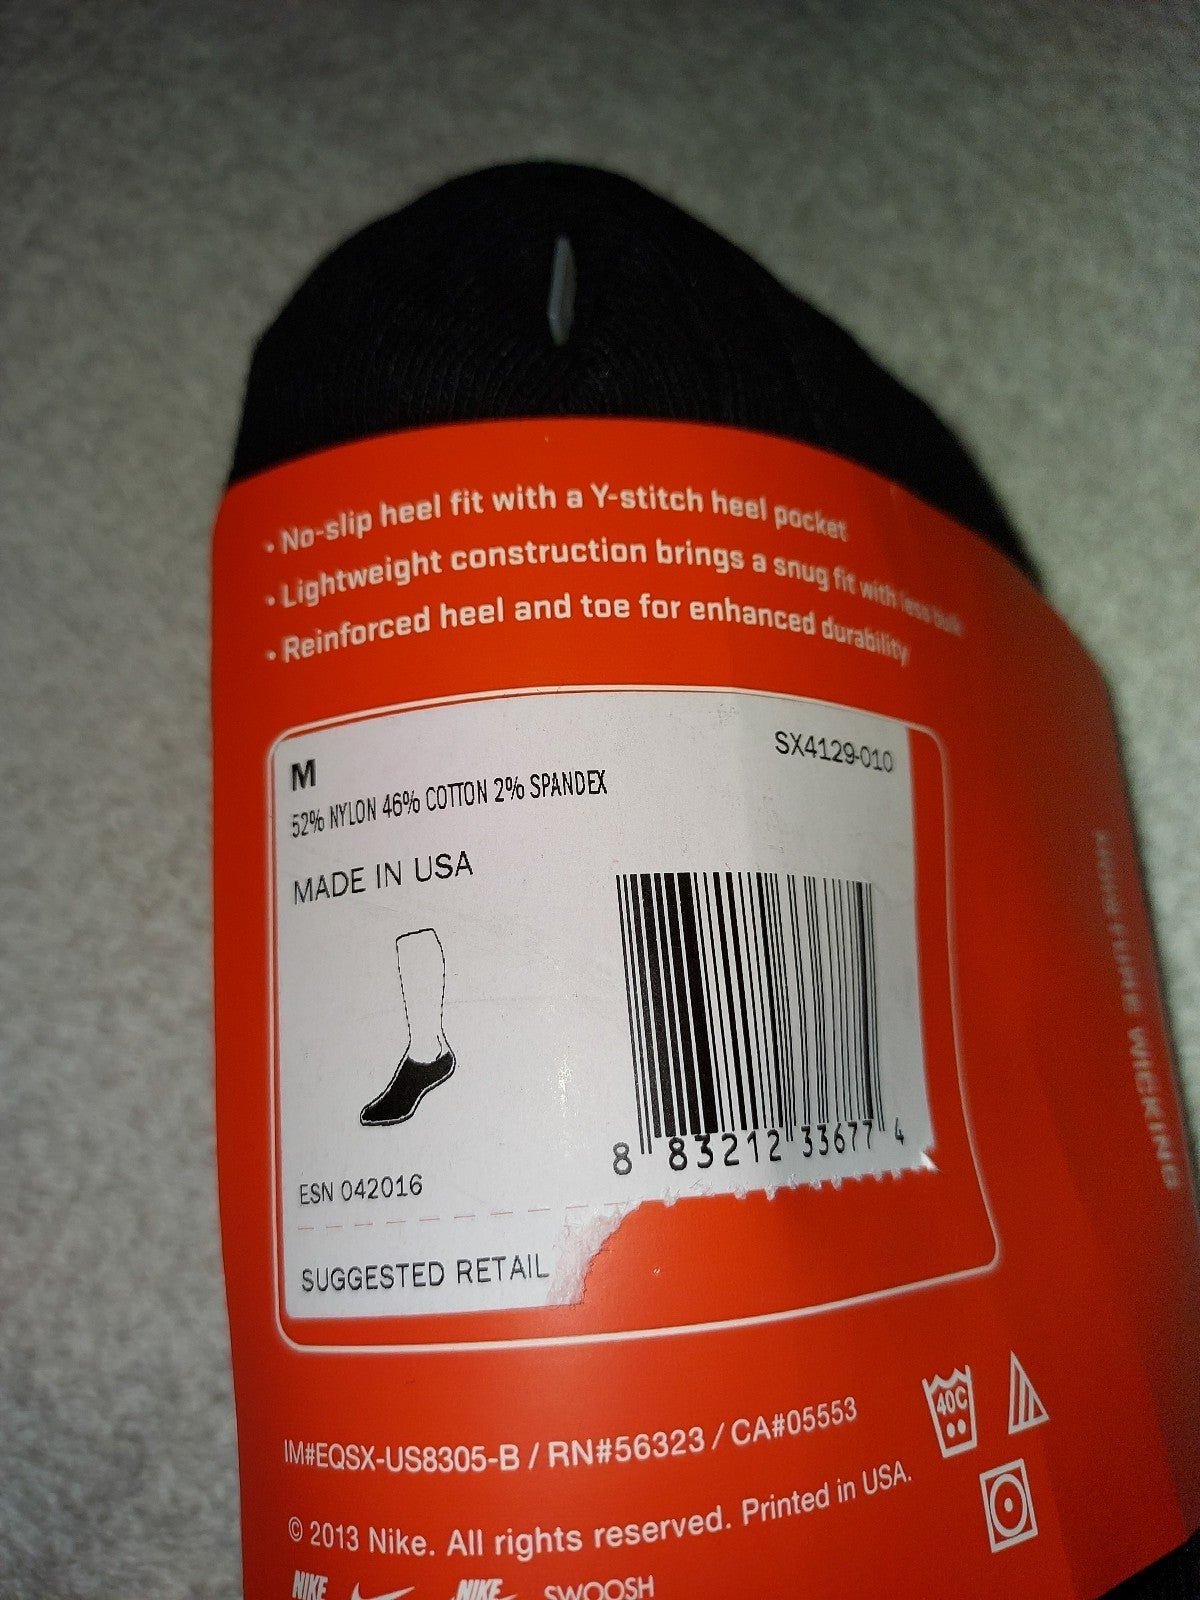 • No-slip heel fit with a Y-stitch heel pocket
• Lightweight construction brings a snug fit with less bulk
• Reinforced heel and toe for enhanced durability
M
SX4129-010
52% NYLON 46% COTTON 2% SPANDEX
MADE IN USA
8 83212 33677 4
ESN 042016
SUGGESTED RETAIL
40C
IM#EQSX-US8305-B / RN#56323 / CA#05553
© 2013 Nike. All rights reserved. Printed in USA.
NIKE NIKE SWOOSH
WICKING